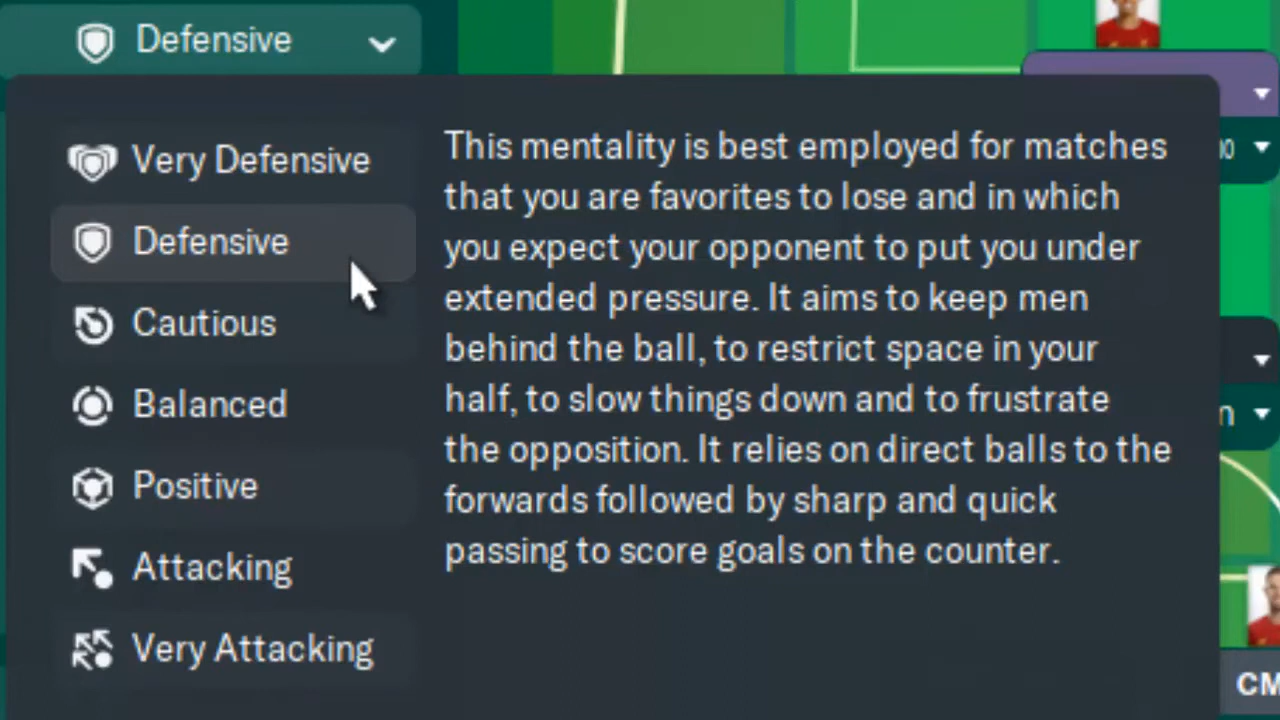 Defensive
Very Defensive
Defensive
Cautious
Balanced
Positive
Attacking
Very Attacking
This mentality is best employed for matches
that you are favorites to lose and in which
you expect your opponent to put you under
extended pressure. It aims to keep men
behind the ball, to restrict space in your
half, to slow things down and to frustrate
the opposition. It relies on direct balls to the
forwards followed by sharp and quick
passing to score goals on the counter.
CM